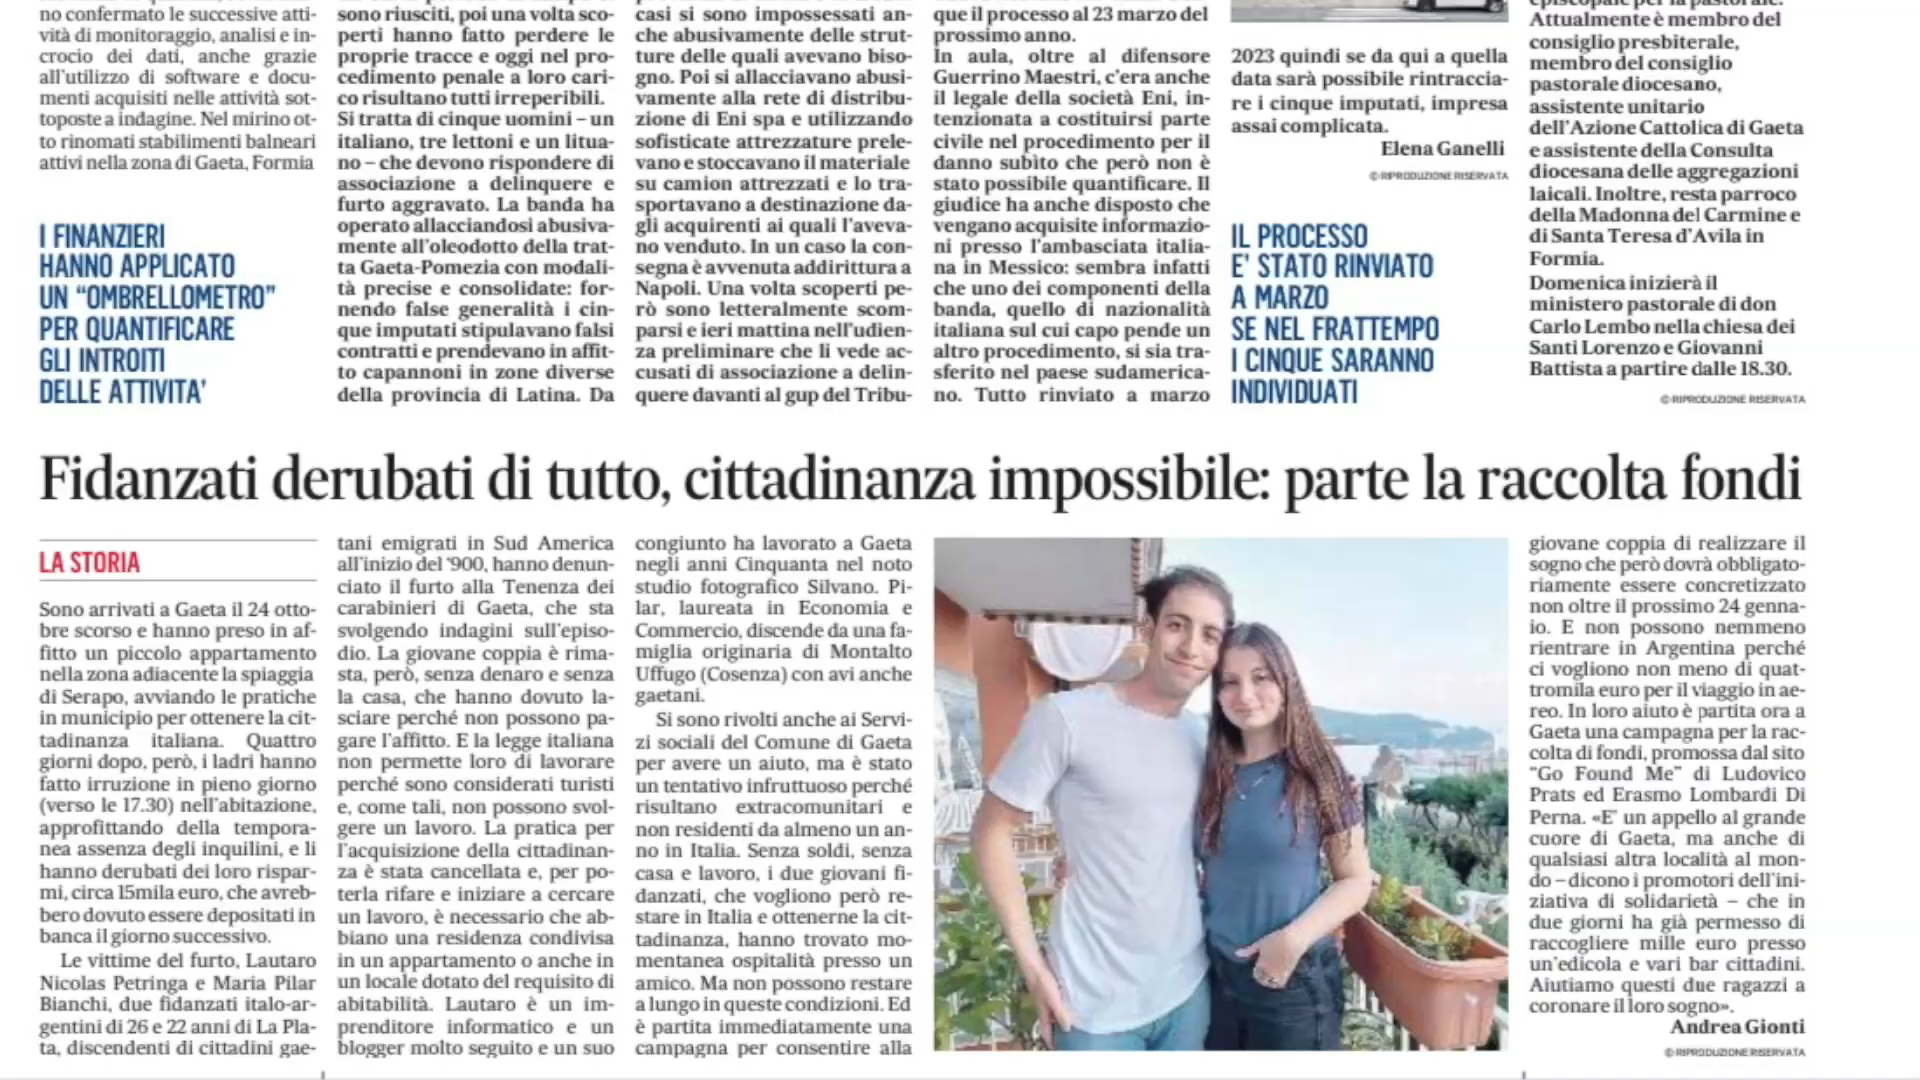 no confermato le successive atti-
vità di monitoraggio, analisi e in-
crocio dei dati, anche grazie
all'utilizzo di software e docu-
menti acquisiti nelle attività sot-
toposte a indagine. Nel mirino ot-
to rinomati stabilimenti balneari
attivi nella zona di Gaeta, Formia
I FINANZIERI
HANNO APPLICATO
UN “OMBRELLOMETRO”
PER QUANTIFICARE
GLI INTROITI
DELLE ATTIVITA'
sono riusciti, poi una volta sco-
perti hanno fatto perdere le
proprie tracce e oggi nel pro-
cedimento penale a loro cari-
co risultano tutti irreperibili.
Si tratta di cinque uomini – un
italiano, tre lettoni e un litua-
no – che devono rispondere di
associazione a delinquere e
furto aggravato. La banda ha
operato allacciandosi abusiva-
mente all'oleodotto della trat-
ta Gaeta-Pomezia con modali-
tà precise e consolidate: for-
nendo false generalità i cin-
que imputati stipulavano falsi
contratti e prendevano in affit-
to capannoni in zone diverse
della provincia di Latina. Da
casi si sono impossessati an-
che abusivamente delle strut-
ture delle quali avevano biso-
gno. Poi si allacciavano abusi-
vamente alla rete di distribu-
zione di Eni spa e utilizzando
sofisticate attrezzature prele-
vano e stoccavano il materiale
su camion attrezzati e lo tra-
sportavano a destinazione da-
gli acquirenti ai quali l'aveva-
no venduto. In un caso la con-
segna è avvenuta addirittura a
Napoli. Una volta scoperti pe-
rò sono letteralmente scom-
parsi e ieri mattina nell'udien-
za preliminare che li vede ac-
cusati di associazione a delin-
quere davanti al gup del Tribu-
que il processo al 23 marzo del
prossimo anno.
In aula, oltre al difensore
Guerrino Maestri, c'era anche
il legale della società Eni, in-
tenzionata a costituirsi parte
civile nel procedimento per il
danno subìto che però non è
stato possibile quantificare. Il
giudice ha anche disposto che
vengano acquisite informazio-
ni presso l'ambasciata italia-
na in Messico: sembra infatti
che uno dei componenti della
banda, quello di nazionalità
italiana sul cui capo pende un
altro procedimento, si sia tra-
sferito nel paese sudamerica-
no. Tutto rinviato a marzo
2023 quindi se da qui a quella
data sarà possibile rintraccia-
re i cinque imputati, impresa
assai complicata.
Elena Ganelli
© RIPRODUZIONE RISERVATA
IL PROCESSO
E' STATO RINVIATO
A MARZO
SE NEL FRATTEMPO
I CINQUE SARANNO
INDIVIDUATI
episcopale per la pastorale.
Attualmente è membro del
consiglio presbiterale,
membro del consiglio
pastorale diocesano,
assistente unitario
dell'Azione Cattolica di Gaeta
e assistente della Consulta
diocesana delle aggregazioni
laicali. Inoltre, resta parroco
della Madonna del Carmine e
di Santa Teresa d'Avila in
Formia.
Domenica inizierà il
ministero pastorale di don
Carlo Lembo nella chiesa dei
Santi Lorenzo e Giovanni
Battista a partire dalle 18.30.
© RIPRODUZIONE RISERVATA
Fidanzati derubati di tutto, cittadinanza impossibile: parte la raccolta fondi
LA STORIA
Sono arrivati a Gaeta il 24 otto-
bre scorso e hanno preso in af-
fitto un piccolo appartamento
nella zona adiacente la spiaggia
di Serapo, avviando le pratiche
in municipio per ottenere la cit-
tadinanza italiana. Quattro
giorni dopo, però, i ladri hanno
fatto irruzione in pieno giorno
(verso le 17.30) nell'abitazione,
approfittando della tempora-
nea assenza degli inquilini, e li
hanno derubati dei loro rispar-
mi, circa 15mila euro, che avreb-
bero dovuto essere depositati in
banca il giorno successivo.
Le vittime del furto, Lautaro
Nicolas Petringa e Maria Pilar
Bianchi, due fidanzati italo-ar-
gentini di 26 e 22 anni di La Pla-
ta, discendenti di cittadini gae-
tani emigrati in Sud America
all'inizio del '900, hanno denun-
ciato il furto alla Tenenza dei
carabinieri di Gaeta, che sta
svolgendo indagini sull'episo-
dio. La giovane coppia è rima-
sta, però, senza denaro e senza
la casa, che hanno dovuto la-
sciare perché non possono pa-
gare l'affitto. E la legge italiana
non permette loro di lavorare
perché sono considerati turisti
e, come tali, non possono svol-
gere un lavoro. La pratica per
l'acquisizione della cittadinan-
za è stata cancellata e, per po-
terla rifare e iniziare a cercare
un lavoro, è necessario che ab-
biano una residenza condivisa
in un appartamento o anche in
un locale dotato del requisito di
abitabilità. Lautaro è un im-
prenditore informatico e un
blogger molto seguito e un suo
congiunto ha lavorato a Gaeta
negli anni Cinquanta nel noto
studio fotografico Silvano. Pi-
lar, laureata in Economia e
Commercio, discende da una fa-
miglia originaria di Montalto
Uffugo (Cosenza) con avi anche
gaetani.
Si sono rivolti anche ai Servi-
zi sociali del Comune di Gaeta
per avere un aiuto, ma è stato
un tentativo infruttuoso perché
risultano extracomunitari e
non residenti da almeno un an-
no in Italia. Senza soldi, senza
casa e lavoro, i due giovani fi-
danzati, che vogliono però re-
stare in Italia e ottenerne la cit-
tadinanza, hanno trovato mo-
mentanea ospitalità presso un
amico. Ma non possono restare
a lungo in queste condizioni. Ed
è partita immediatamente una
campagna per consentire alla
giovane coppia di realizzare il
sogno che però dovrà obbligato-
riamente essere concretizzato
non oltre il prossimo 24 genna-
io. E non possono nemmeno
rientrare in Argentina perché
ci vogliono non meno di quat-
tromila euro per il viaggio in ae-
reo. In loro aiuto è partita ora a
Gaeta una campagna per la rac-
colta di fondi, promossa dal sito
“Go Found Me” di Ludovico
Prats ed Erasmo Lombardi Di
Perna. «E' un appello al grande
cuore di Gaeta, ma anche di
qualsiasi altra località al mon-
do – dicono i promotori dell'ini-
ziativa di solidarietà – che in
due giorni ha già permesso di
raccogliere mille euro presso
un'edicola e vari bar cittadini.
Aiutiamo questi due ragazzi a
coronare il loro sogno».
Andrea Gionti
© RIPRODUZIONE RISERVATA